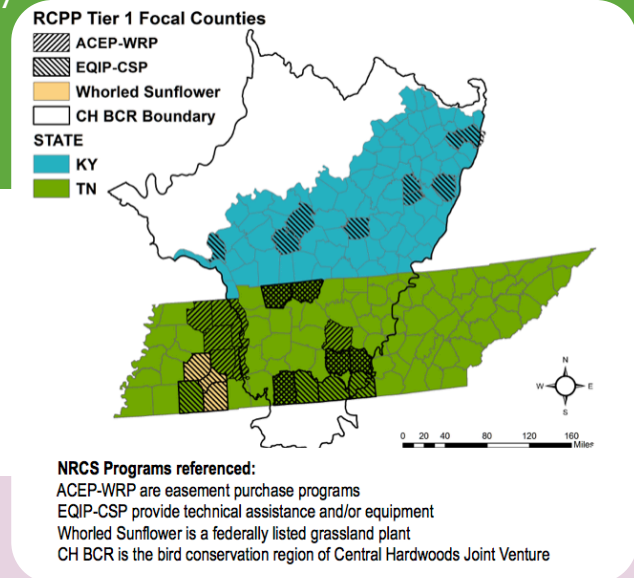 RCPP Tier 1 Focal Counties
ACEP-WRP
EQIP-CSP
Whorled Sunflower
CH BCR Boundary
STATE
KY
TN
N
W E
S
0 20 40 80 120 160
Miles
NRCS Programs referenced:
ACEP-WRP are easement purchase programs
EQIP-CSP provide technical assistance and/or equipment
Whorled Sunflower is a federally listed grassland plant
CH BCR is the bird conservation region of Central Hardwoods Joint Venture